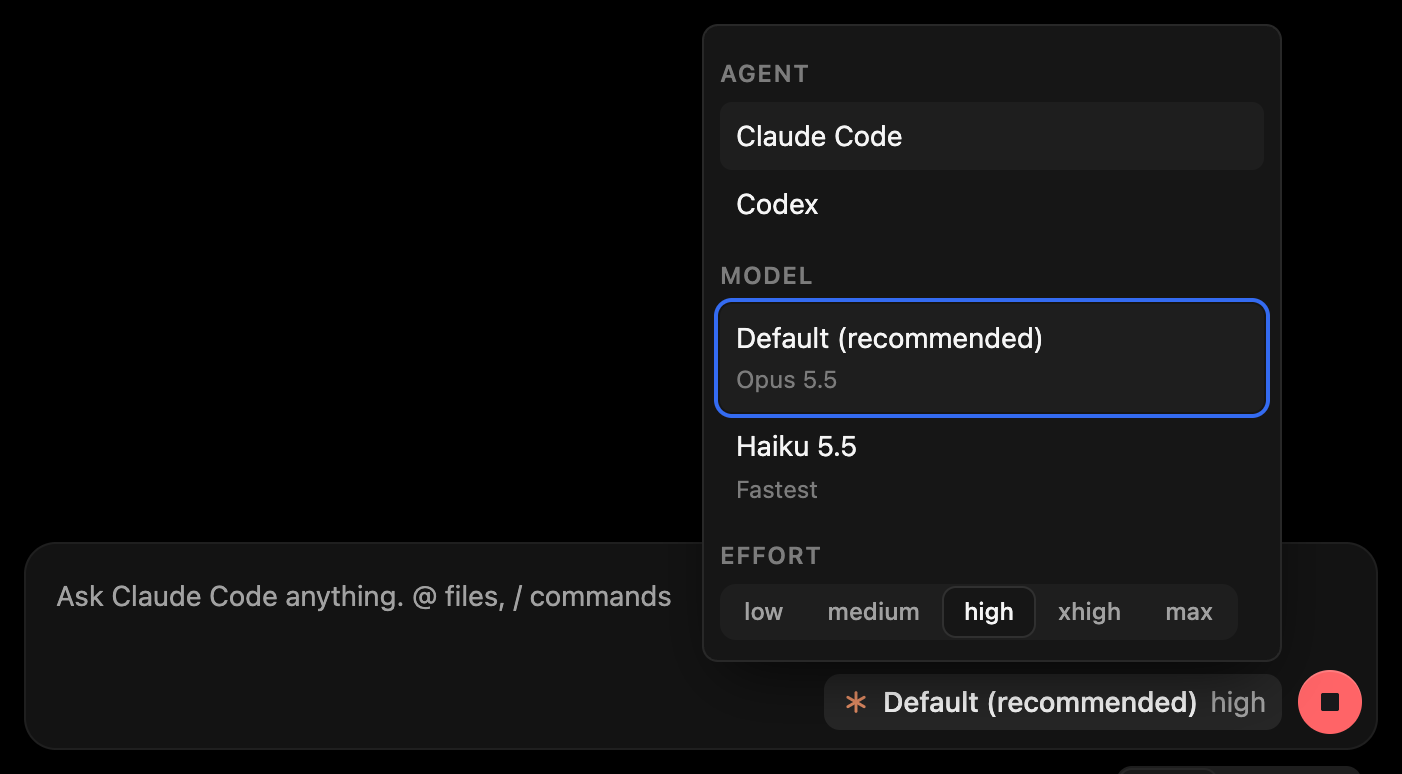 AGENT
Claude Code
Codex
MODEL
Default (recommended)
Opus 5.5
Haiku 5.5
Fastest
EFFORT
low medium high xhigh max
Ask Claude Code anything. @ files, / commands
Default (recommended) high